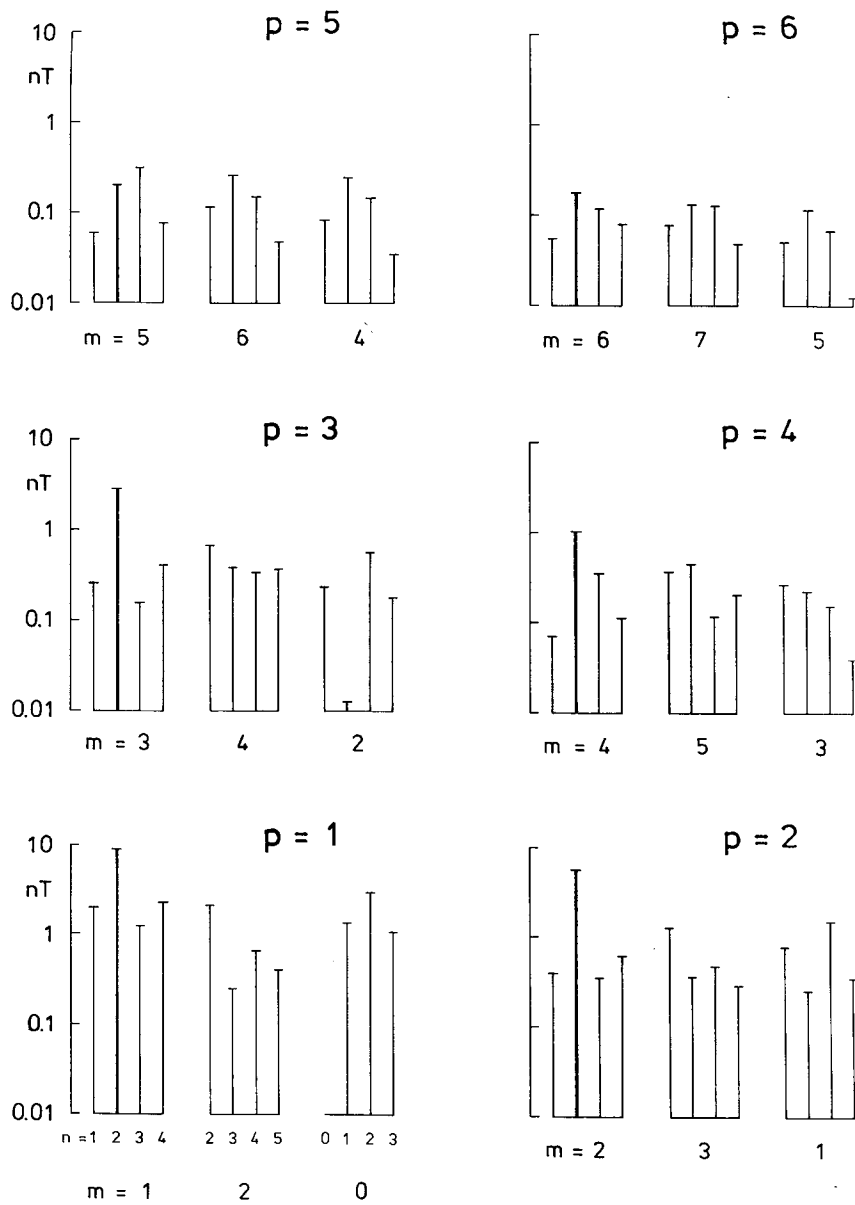 p = 5
10
nT
1
0.1
0.01
m = 5 6 4
p = 6
m = 6 7 5
p = 3
10
nT
1
0.1
0.01
m = 3 4 2
p = 4
m = 4 5 3
p = 1
10
nT
1
0.1
0.01
n = 1 2 3 4 2 3 4 5 0 1 2 3
m = 1 2 0
p = 2
m = 2 3 1